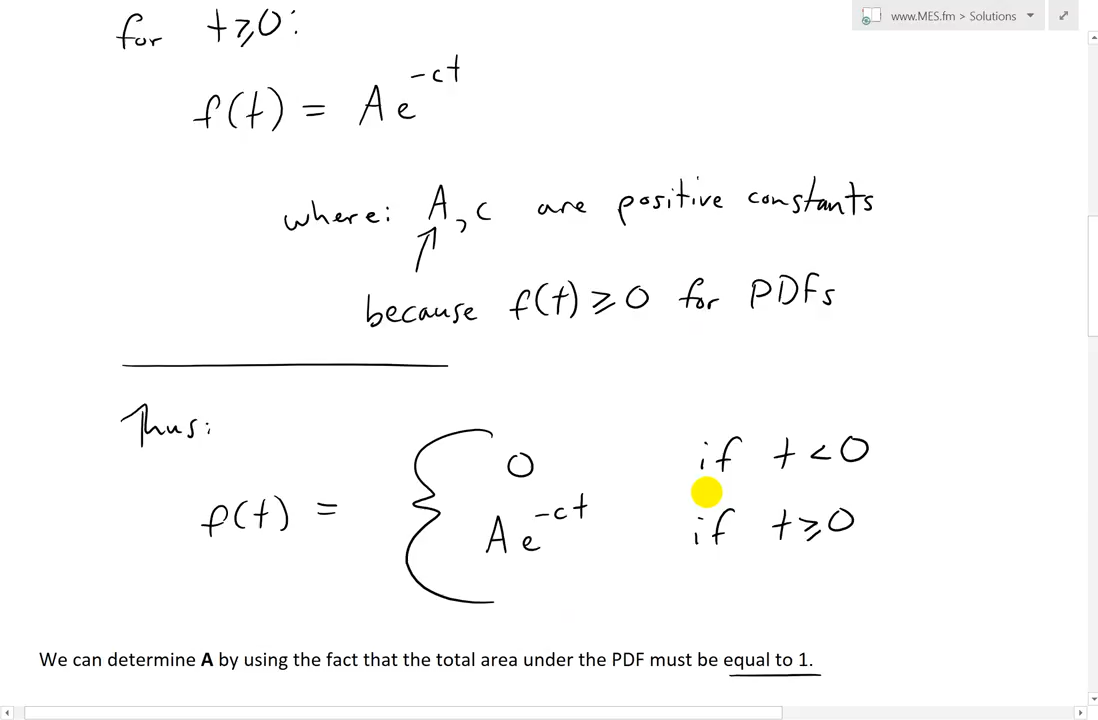 www.MES.fm > Solutions
for t ≥ 0:
f(t) = Ae^{-ct}
where: A, c are positive constants
because f(t) ≥ 0 for PDFs
Thus:
f(t) = { 0 if t < 0
Ae^{-ct} if t ≥ 0
We can determine A by using the fact that the total area under the PDF must be equal to 1.